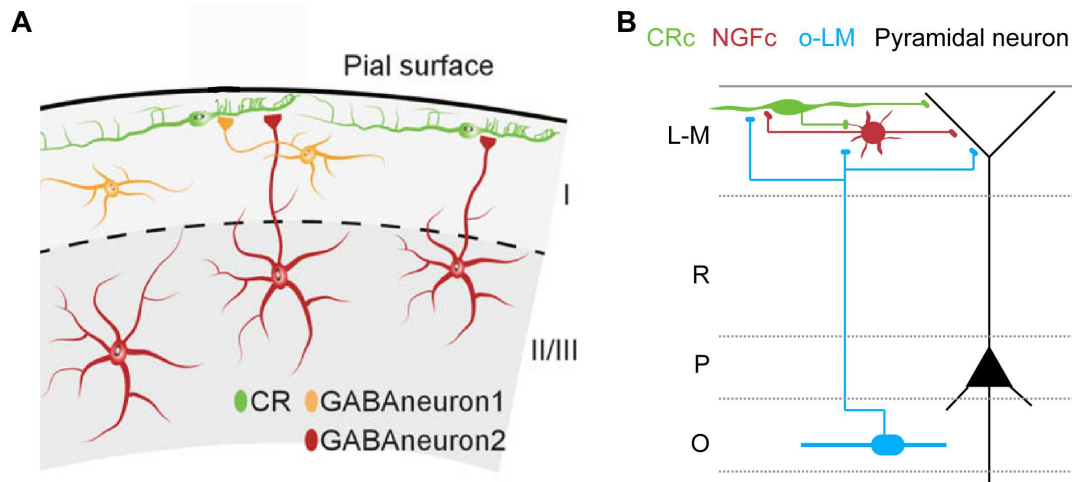 A
Pial surface
I
II/III
CR GABAneuron1
GABAneuron2
B
CRc NGFc o-LM Pyramidal neuron
L-M
R
P
O